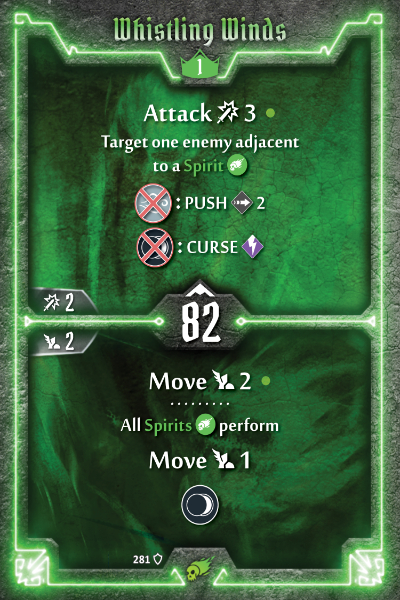 Whistling Winds
1
Attack 3
Target one enemy adjacent
to a Spirit
: PUSH 2
: CURSE
2
82
2
Move 2
All Spirits perform
Move 1
281